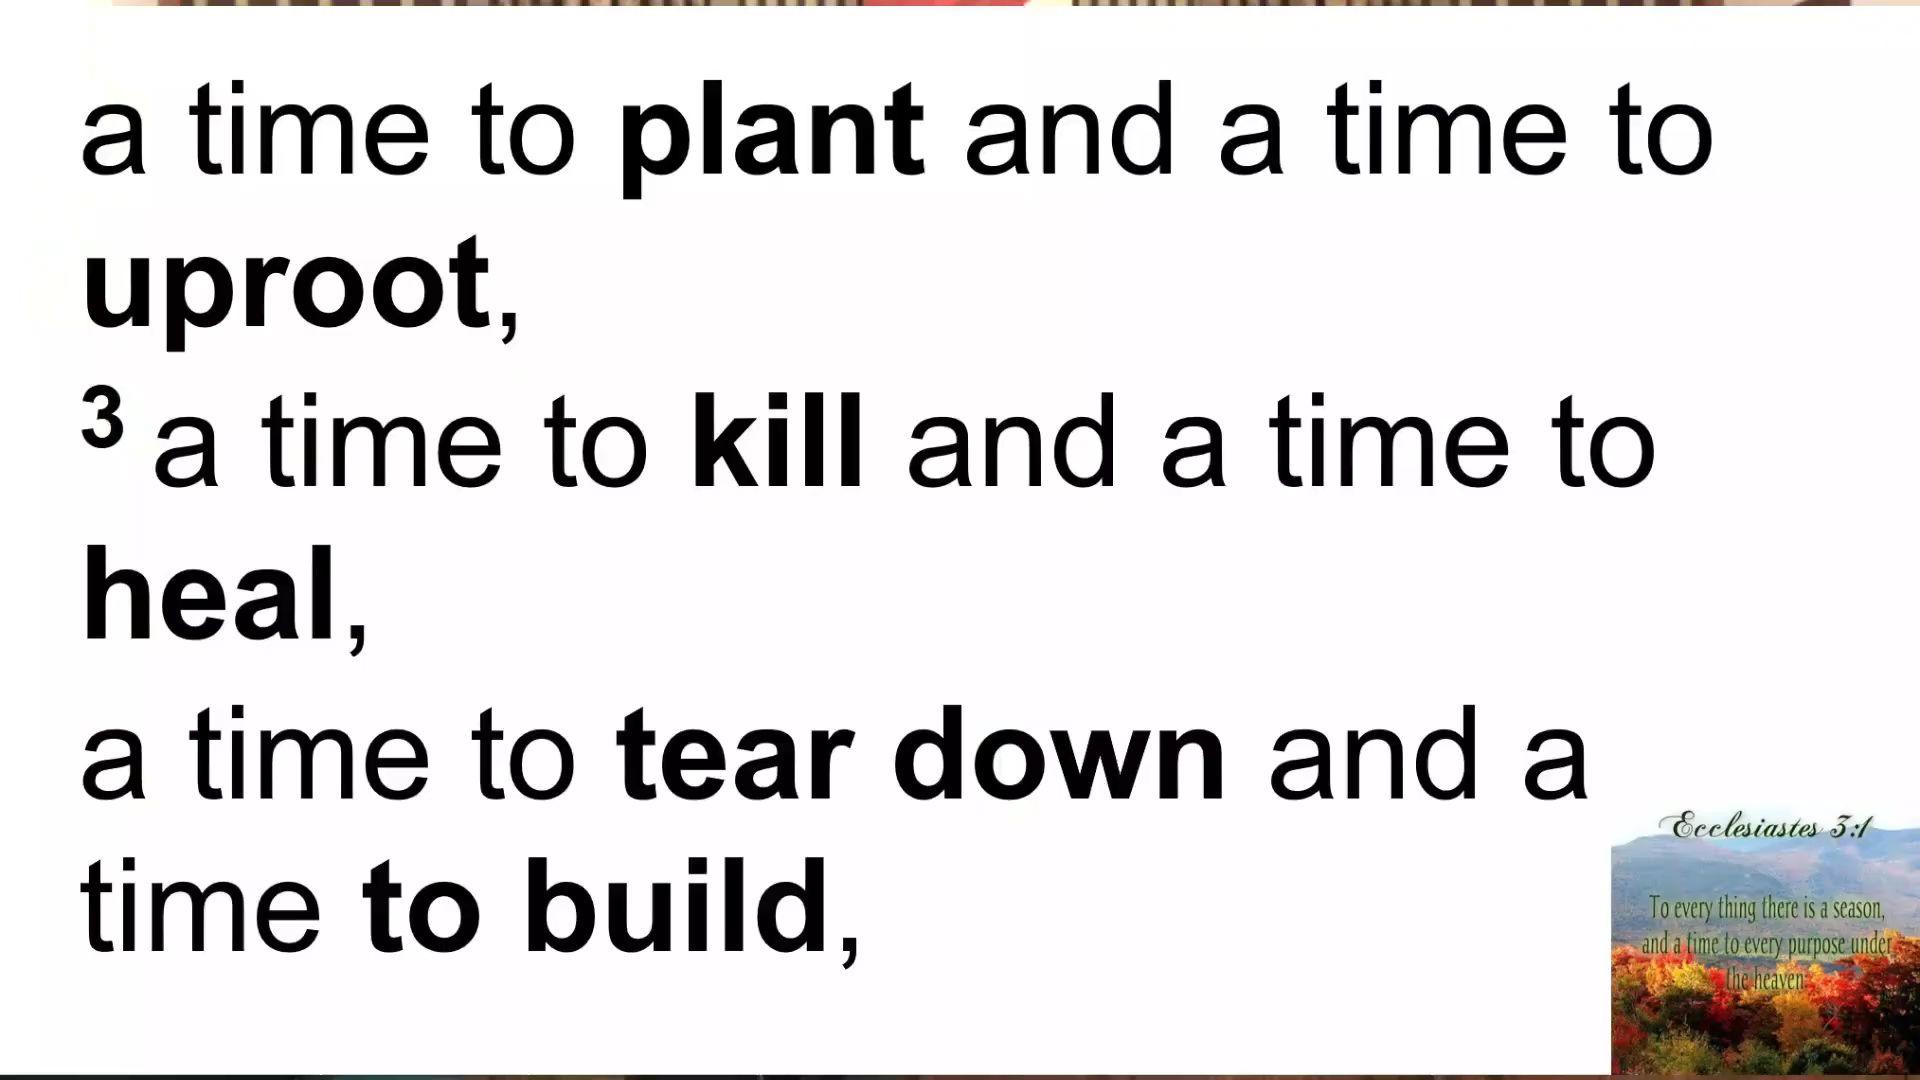 a time to plant and a time to
uproot,
3 a time to kill and a time to
heal,
a time to tear down and a
time to build,
Ecclesiastes 3:1
To every thing there is a season,
and a time to every purpose under
the heaven